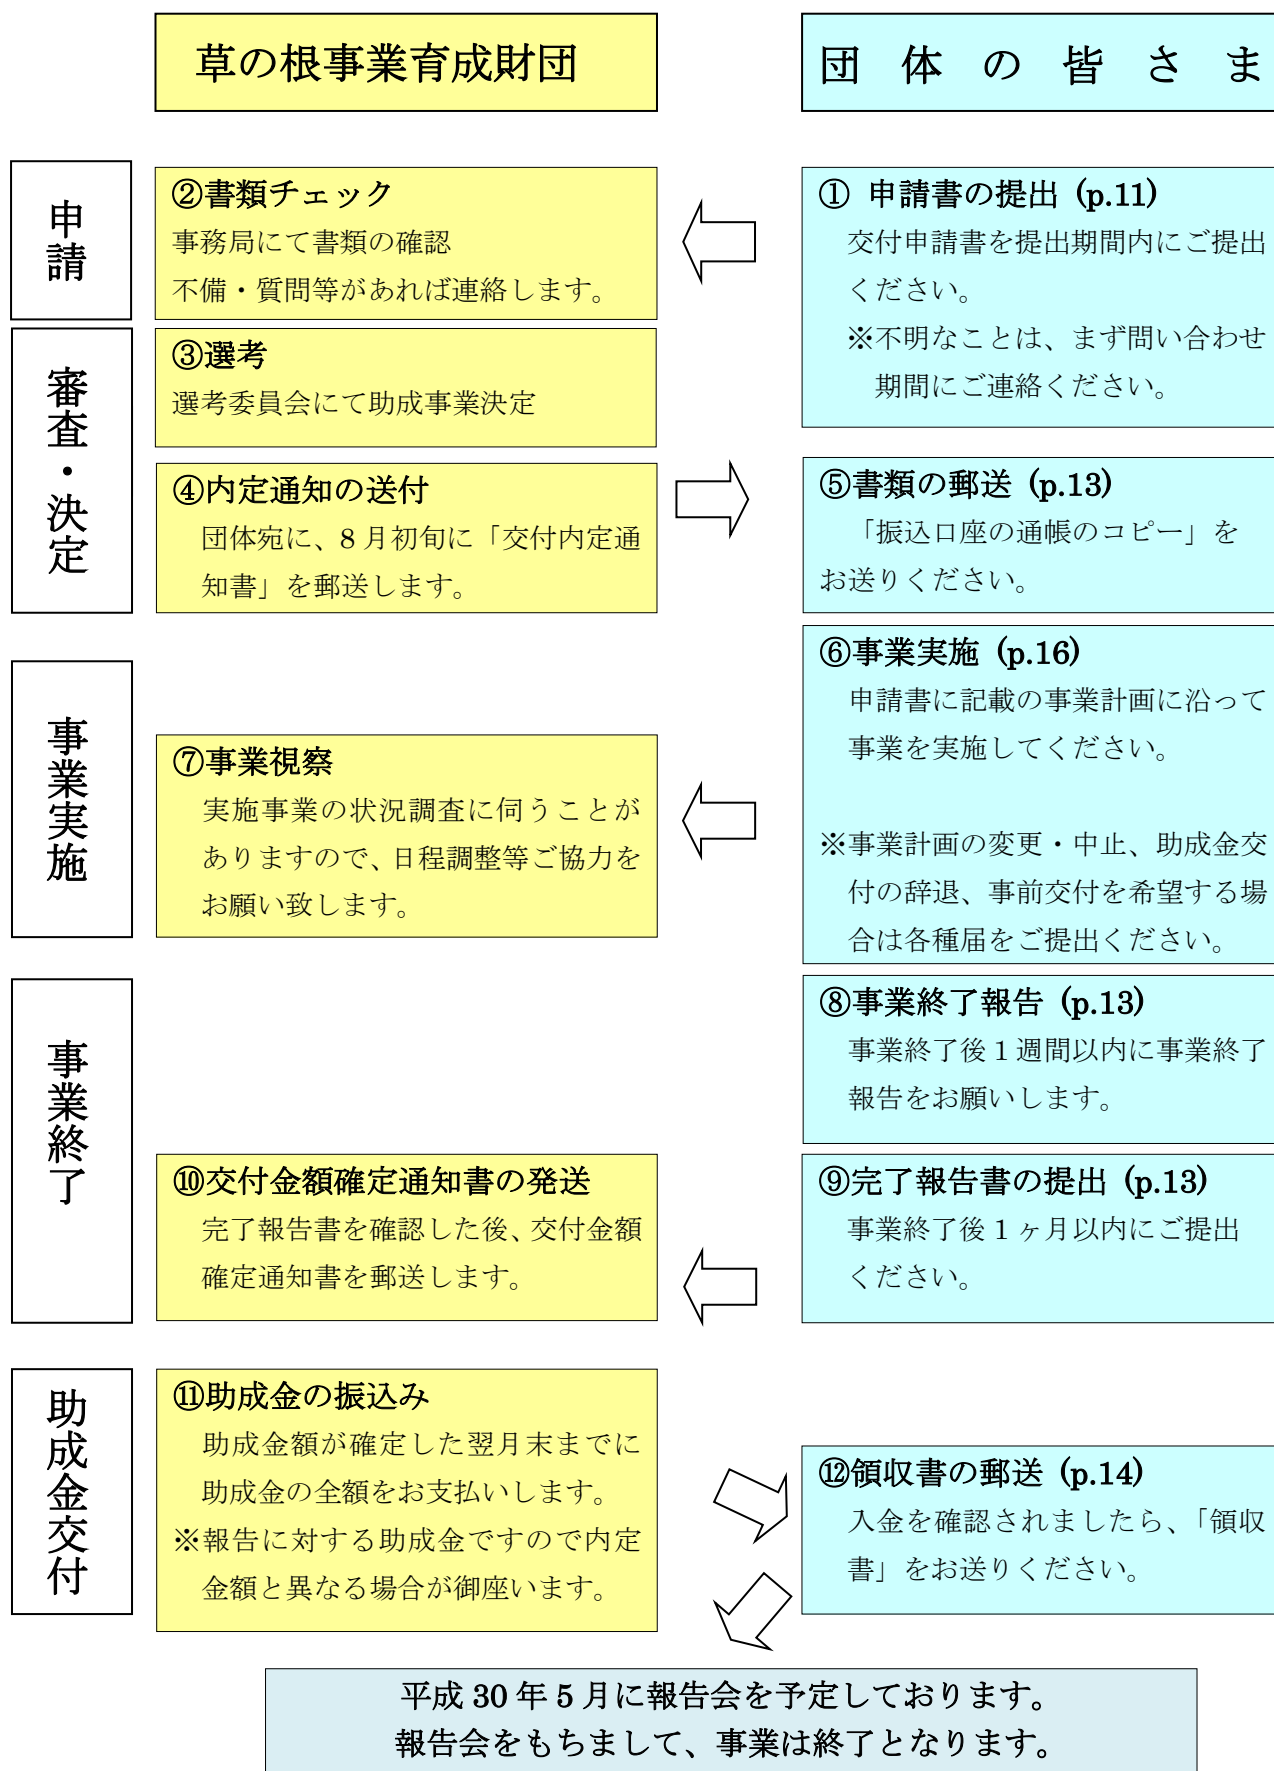 草の根事業育成財団
団体の皆さま
申請
②書類チェック
事務局にて書類の確認
不備・質問等があれば連絡します。
① 申請書の提出 (p.11)
交付申請書を提出期間内にご提出
ください。
※不明なことは、まず問い合わせ
期間にご連絡ください。
審査・決定
③選考
選考委員会にて助成事業決定
④内定通知の送付
団体宛に、8月初旬に「交付内定通
知書」を郵送します。
⑤書類の郵送 (p.13)
「振込口座の通帳のコピー」を
お送りください。
事業実施
⑥事業実施 (p.16)
申請書に記載の事業計画に沿って
事業を実施してください。
※事業計画の変更・中止、助成金交
付の辞退、事前交付を希望する場
合は各種届をご提出ください。
⑦事業視察
実施事業の状況調査に伺うことが
ありますので、日程調整等ご協力を
お願い致します。
事業終了
⑧事業終了報告 (p.13)
事業終了後1週間以内に事業終了
報告をお願いします。
⑨完了報告書の提出 (p.13)
事業終了後1ヶ月以内にご提出
ください。
⑩交付金額確定通知書の発送
完了報告書を確認した後、交付金額
確定通知書を郵送します。
助成金交付
⑪助成金の振込み
助成金額が確定した翌月末までに
助成金の全額をお支払いします。
※報告に対する助成金ですので内定
金額と異なる場合が御座います。
⑫領収書の郵送 (p.14)
入金を確認されましたら、「領収
書」をお送りください。
平成30年5月に報告会を予定しております。
報告会をもちまして、事業は終了となります。